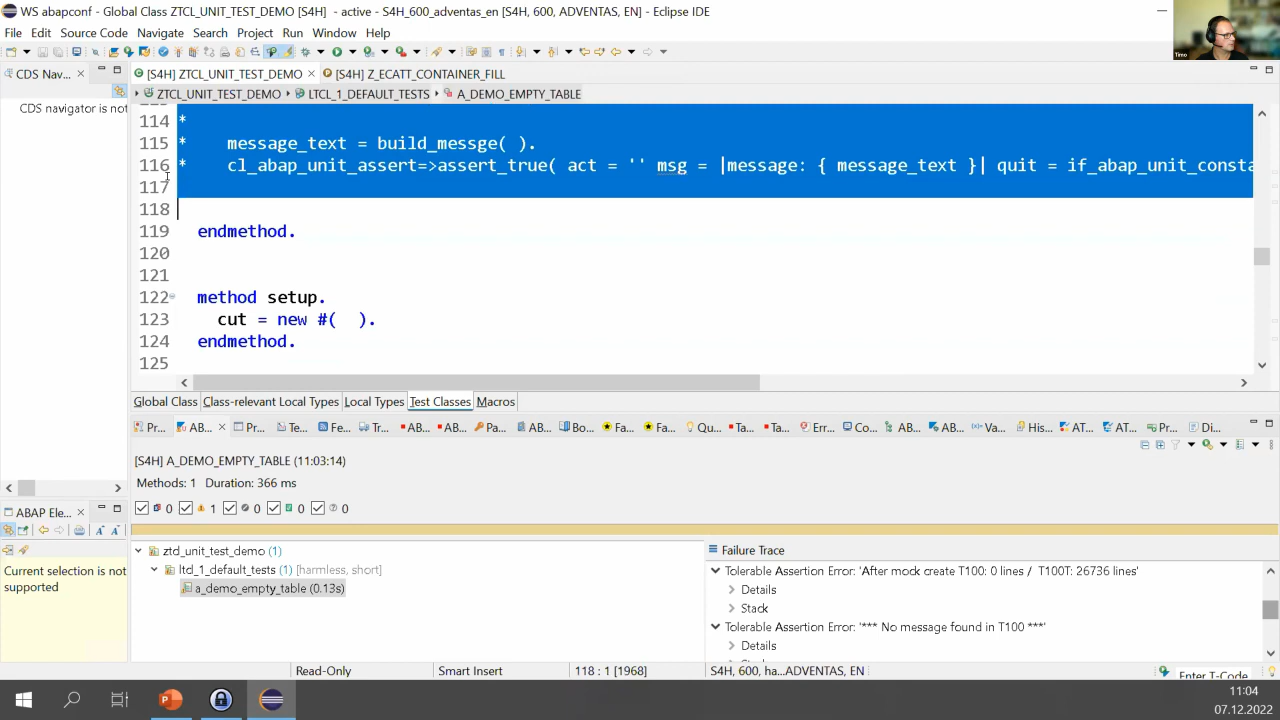 WS abapconf - Global Class ZTCL_UNIT_TEST_DEMO [S4H] - active - S4H_600_adventas_en [S4H, 600, ADVENTAS, EN] - Eclipse IDE
File Edit Source Code Navigate Search Project Run Window Help
Timo
CDS Nav...
[S4H] ZTCL_UNIT_TEST_DEMO [S4H] Z_ECATT_CONTAINER_FILL
ZTCL_UNIT_TEST_DEMO LTCL_1_DEFAULT_TESTS A_DEMO_EMPTY_TABLE
CDS navigator is not
114 *
115 * message_text = build_messge( ).
116 * cl_abap_unit_assert=>assert_true( act = '' msg = |message: { message_text }| quit = if_abap_unit_consta
117
118
119 endmethod.
120
121
122 method setup.
123 cut = new #( ).
124 endmethod.
125
Global Class Class-relevant Local Types Local Types Test Classes Macros
Pr... AB... Pr... Te... Fe... Tr... AB... AB... Pa... AB... Bo... Fa... Fa... Qu... Ta... Ta... Err... Co... AB... AB... Va... His... AT... AT... Pr... Di...
[S4H] A_DEMO_EMPTY_TABLE (11:03:14)
Methods: 1 Duration: 366 ms
0 1 0 0 0
ABAP Ele...
Current selection is not
supported
ztd_unit_test_demo (1)
ltd_1_default_tests (1) [harmless, short]
a_demo_empty_table (0.13s)
Failure Trace
Tolerable Assertion Error: 'After mock create T100: 0 lines / T100T: 26736 lines'
Details
Stack
Tolerable Assertion Error: '*** No message found in T100 ***'
Details
Read-Only Smart Insert 118 : 1 [1968] S4H, 600, ha...ADVENTAS, EN Enter T-Code
11:04
07.12.2022